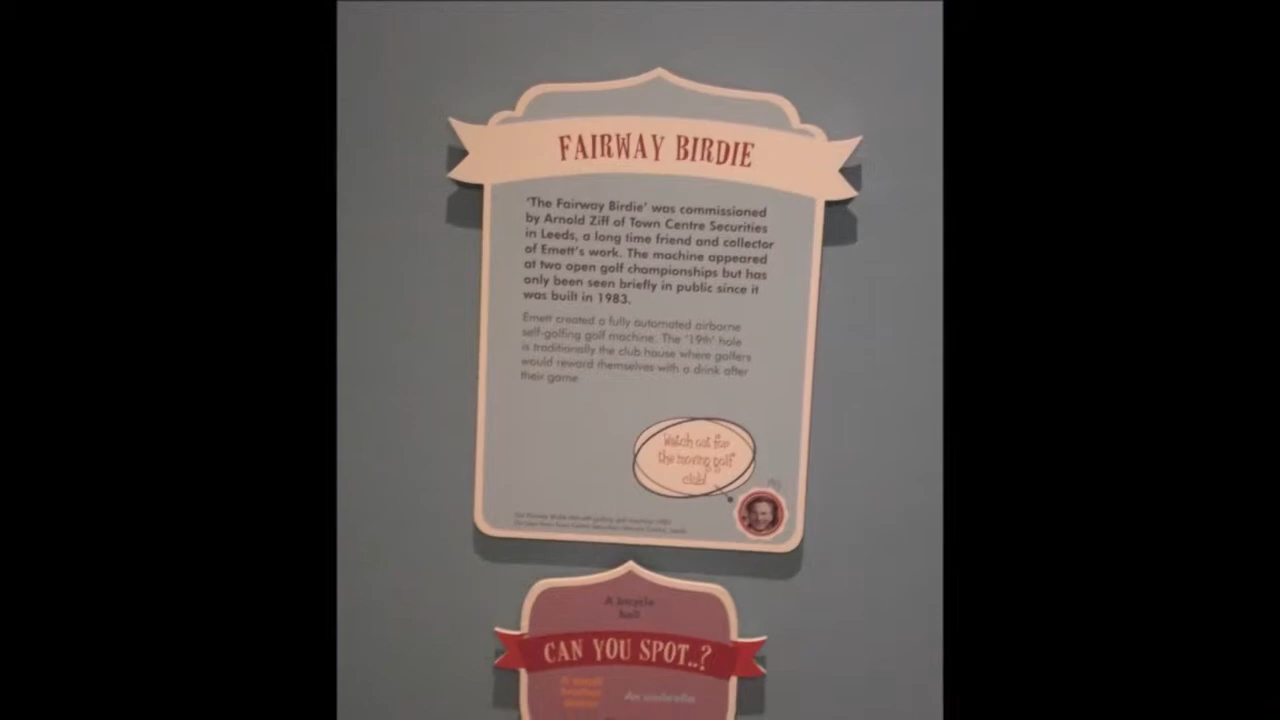 FAIRWAY BIRDIE
'The Fairway Birdie' was commissioned
by Arnold Ziff of Town Centre Securities
in Leeds, a long time friend and collector
of Emett's work. The machine appeared
at two open golf championships but has
only been seen briefly in public since it
was built in 1983.
Emett created a fully automated airborne
self-golfing golf machine. The '19th' hole
is traditionally the club house where golfers
would reward themselves with a drink after
their game
Watch out for
the moving golf
club!
A bicycle
bell
CAN YOU SPOT..?
A small
An umbrella